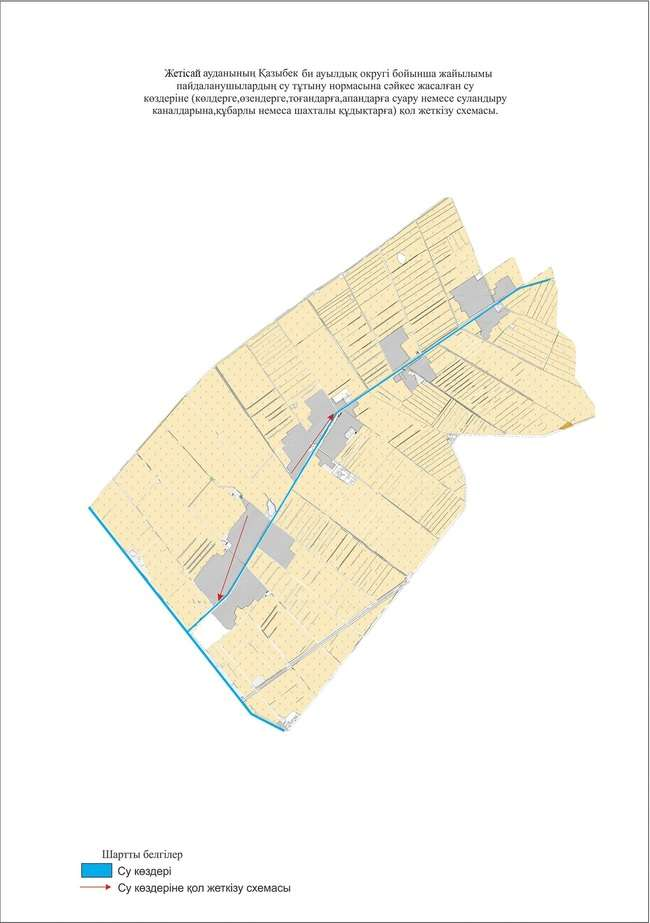 Жетісай ауданының Қазыбек би ауылдық округі бойынша жайылымы
пайдаланушылардың су тұтыну нормасына сәйкес жасалған су
көздеріне (көлдерге,өзендерге,тоғандарға,апандарға суару немесе суландыру
каналдарына,құбарлы немеса шахталы құдықтарға) қол жеткізу схемасы.
Шартты белгілер
Су көздері
Су көздеріне қол жеткізу схемасы